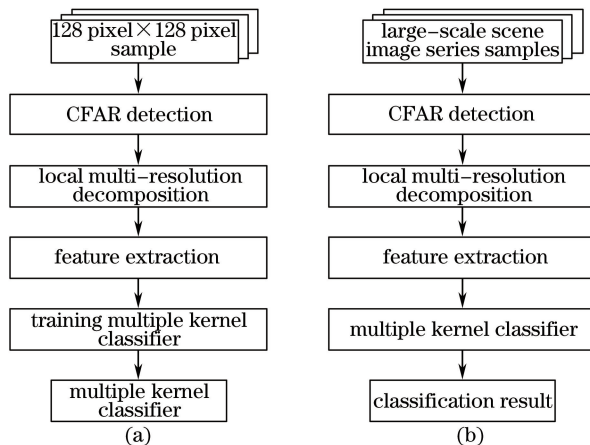 128 pixel×128 pixel
sample
CFAR detection
local multi-resolution
decomposition
feature extraction
training multiple kernel
classifier
multiple kernel
classifier
(a)
large-scale scene
image series samples
CFAR detection
local multi-resolution
decomposition
feature extraction
multiple kernel classifier
classification result
(b)